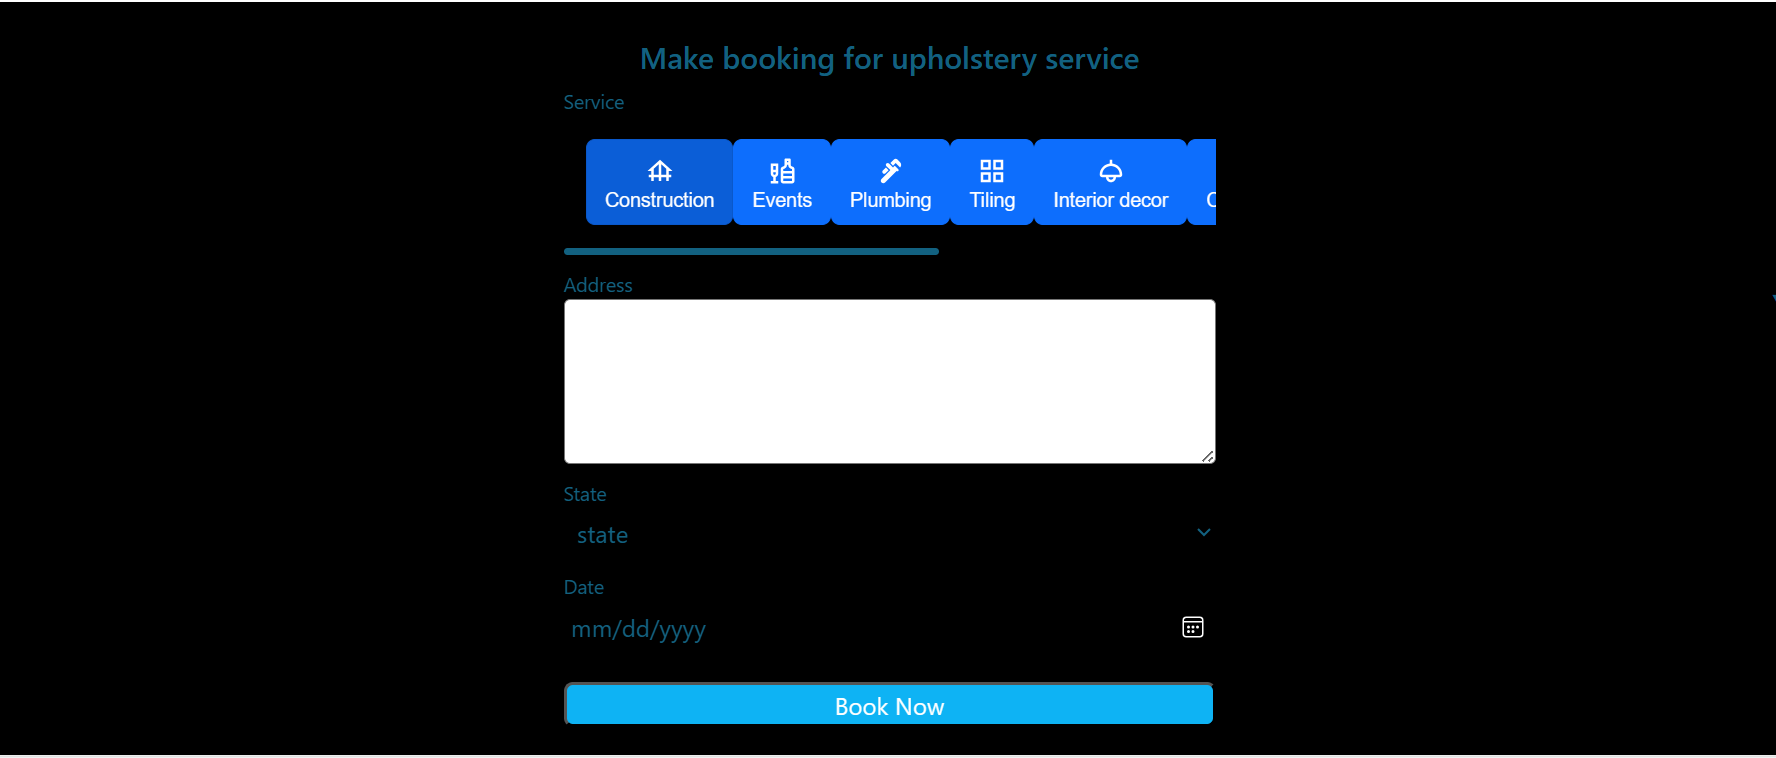 Make booking for upholstery service
Service
Construction
Events
Plumbing
Tiling
Interior decor
Address
State
state
Date
mm/dd/yyyy
Book Now